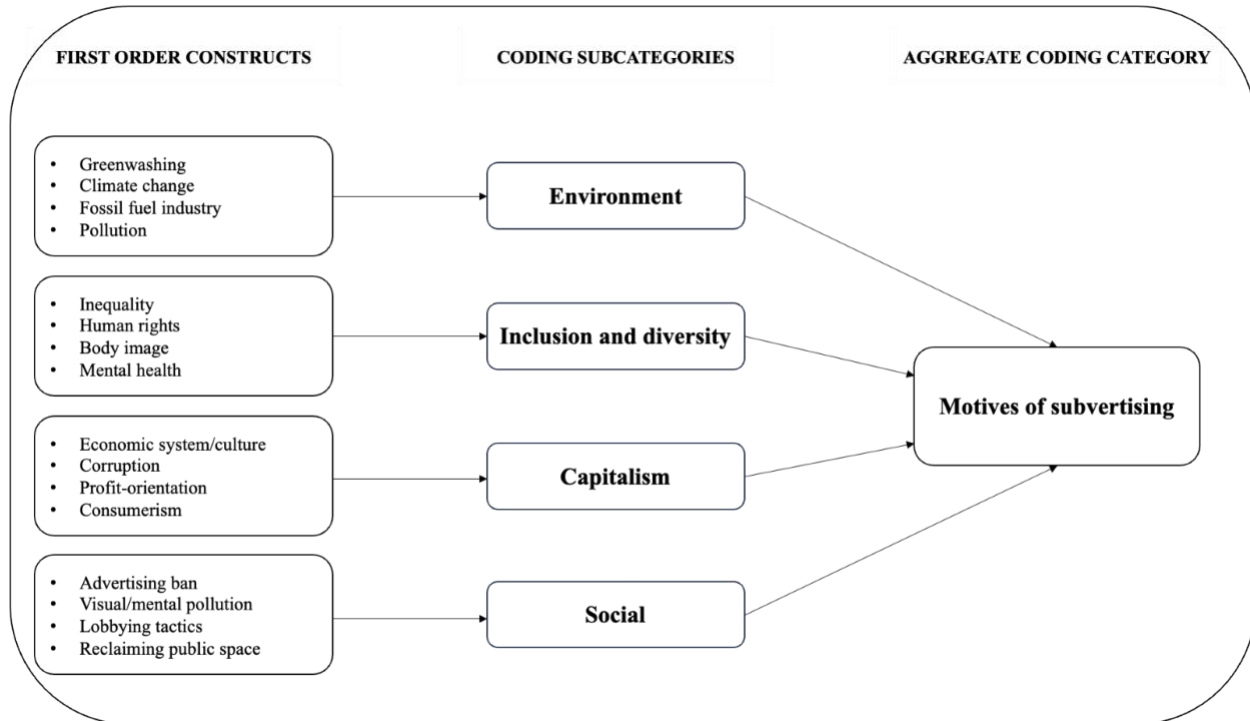 FIRST ORDER CONSTRUCTS
CODING SUBCATEGORIES
AGGREGATE CODING CATEGORY
• Greenwashing
• Climate change
• Fossil fuel industry
• Pollution
Environment
• Inequality
• Human rights
• Body image
• Mental health
Inclusion and diversity
Motives of subvertising
• Economic system/culture
• Corruption
• Profit-orientation
• Consumerism
Capitalism
• Advertising ban
• Visual/mental pollution
• Lobbying tactics
• Reclaiming public space
Social